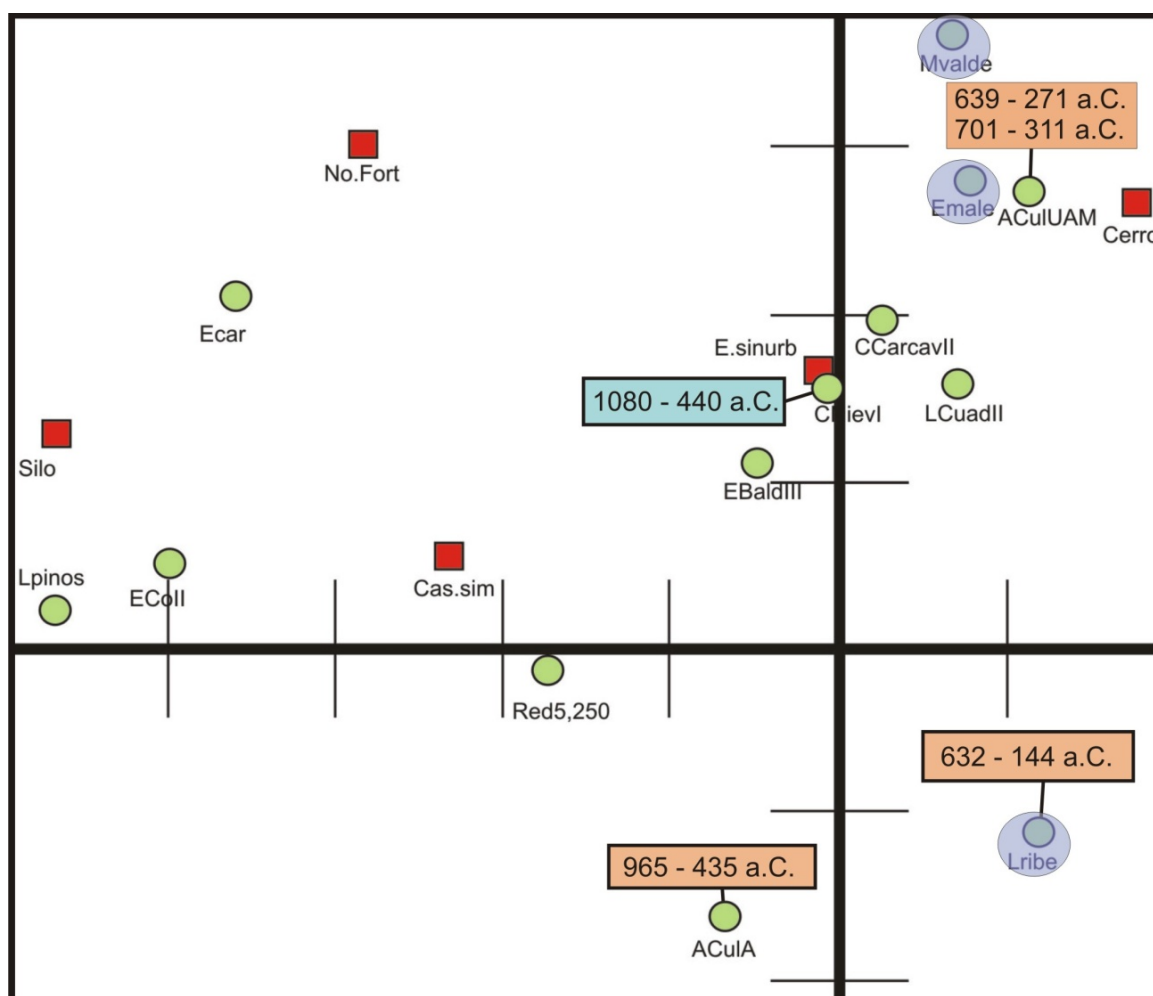 Mvalde
639 - 271 a.C.
701 - 311 a.C.
No.Fort
Emale
ACulUAM
Cerro
Ecar
E.sinurb
CCarcavII
1080 - 440 a.C.
LCuadII
Silo
EBaldIII
Lpinos
ECoII
Cas.sim
Red5,250
632 - 144 a.C.
965 - 435 a.C.
Lribe
ACulA